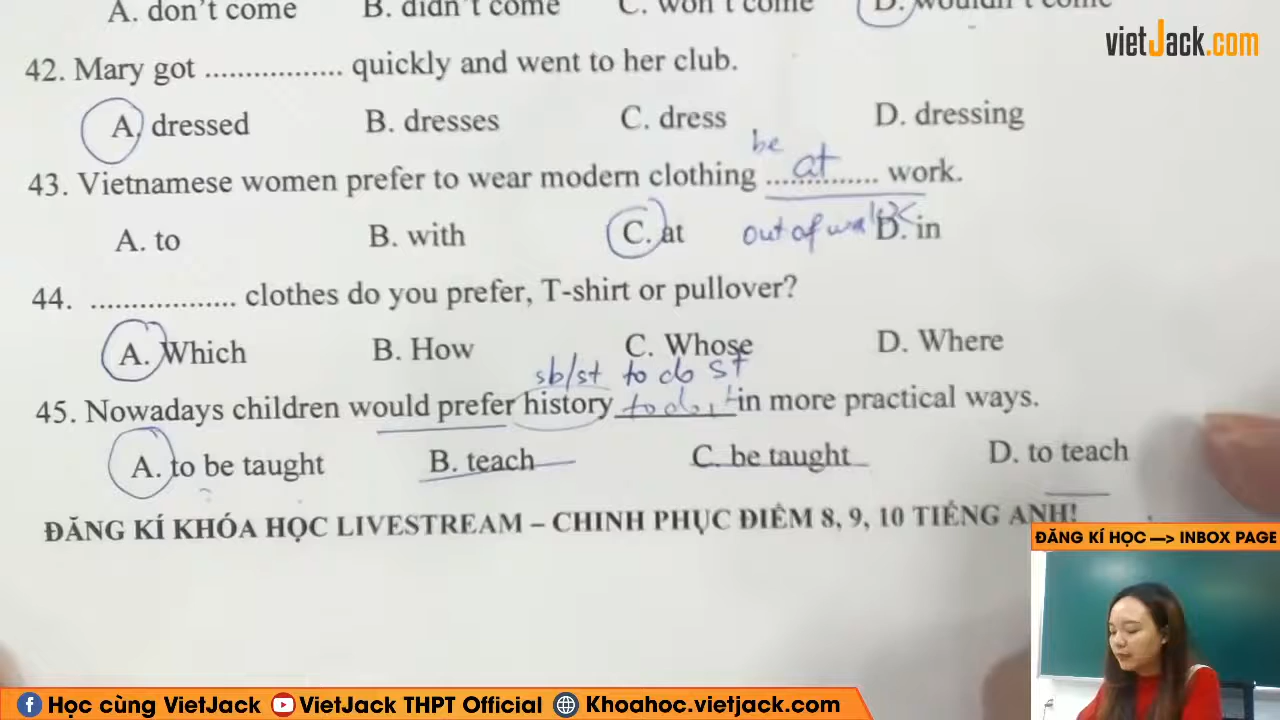 A. don't come B. didn't come C. won't come D. wouldn't come
vietJack.com
42. Mary got ................. quickly and went to her club.
A. dressed B. dresses C. dress D. dressing
be at
43. Vietnamese women prefer to wear modern clothing .............. work.
A. to B. with C. at out of work D. in
44. .................. clothes do you prefer, T-shirt or pullover?
A. Which B. How C. Whose D. Where
sb/st to do st
45. Nowadays children would prefer history to do in more practical ways.
A. to be taught B. teach C. be taught D. to teach
ĐĂNG KÍ KHÓA HỌC LIVESTREAM – CHINH PHỤC ĐIỂM 8, 9, 10 TIẾNG ANH!
ĐĂNG KÍ HỌC —> INBOX PAGE
Học cùng VietJack VietJack THPT Official Khoahoc.vietjack.com